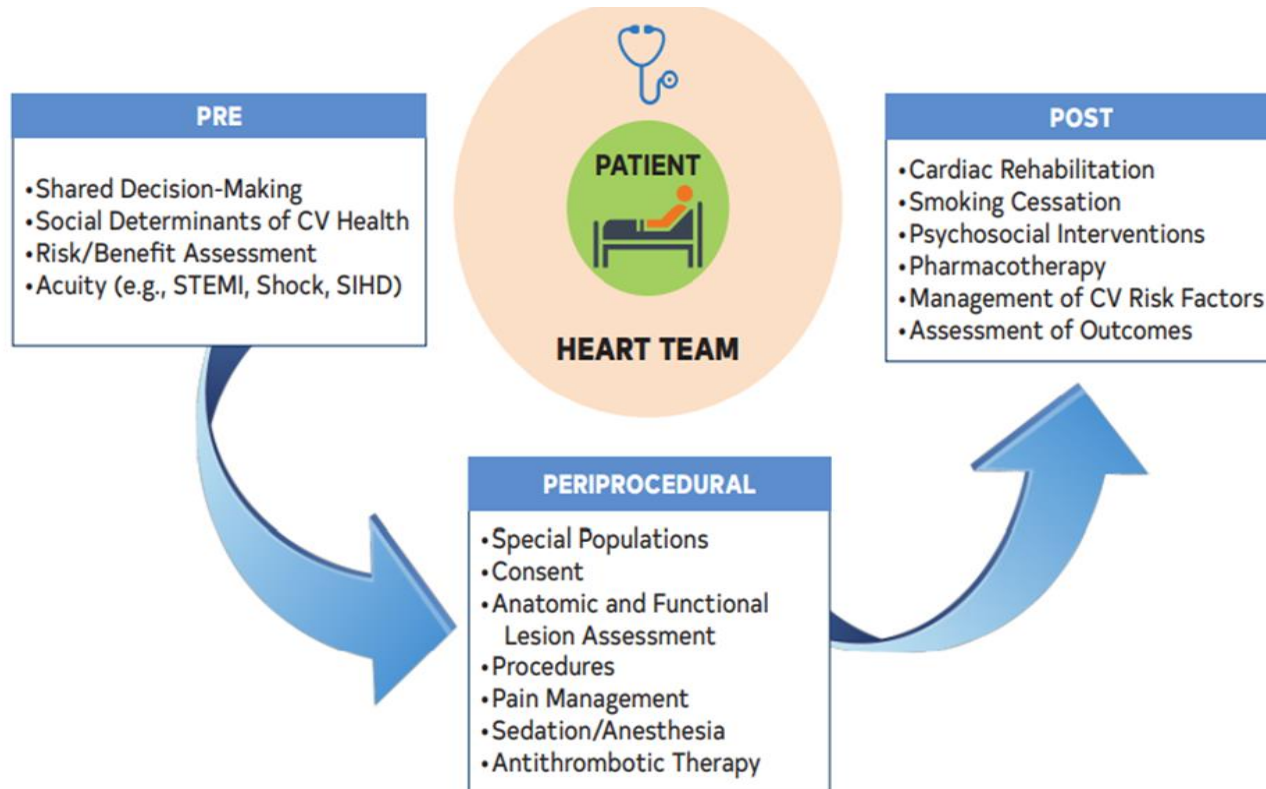 PRE
•Shared Decision-Making
•Social Determinants of CV Health
•Risk/Benefit Assessment
•Acuity (e.g., STEMI, Shock, SIHD)
PATIENT
HEART TEAM
PERIPROCEDURAL
•Special Populations
•Consent
•Anatomic and Functional
Lesion Assessment
•Procedures
•Pain Management
•Sedation/Anesthesia
•Antithrombotic Therapy
POST
•Cardiac Rehabilitation
•Smoking Cessation
•Psychosocial Interventions
•Pharmacotherapy
•Management of CV Risk Factors
•Assessment of Outcomes